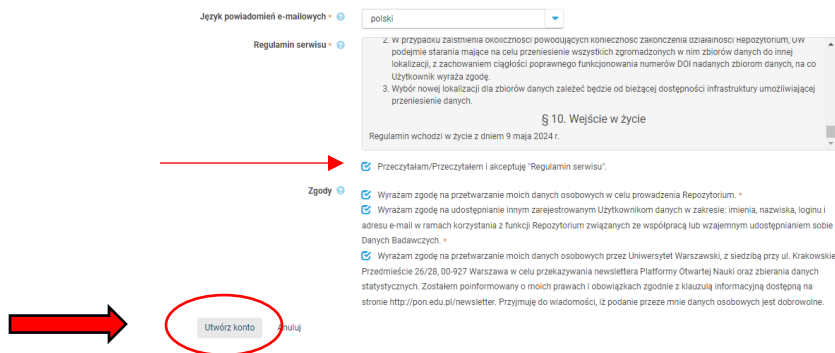 Język powiadomień e-mailowych *
polski
Regulamin serwisu *
2. W przypadku zaistnienia okoliczności powodujących konieczność zakończenia działalności Repozytorium, UW
podejmie starania mające na celu przeniesienie wszystkich zgromadzonych w nim zbiorów danych do innej
lokalizacji, z zachowaniem ciągłości poprawnego funkcjonowania numerów DOI nadanych zbiorom danych, na co
Użytkownik wyraża zgodę.
3. Wybór nowej lokalizacji dla zbiorów danych zależeć będzie od bieżącej dostępności infrastruktury umożliwiającej
przeniesienie danych.
§ 10. Wejście w życie
Regulamin wchodzi w życie z dniem 9 maja 2024 r.
Przeczytałam/Przeczytałem i akceptuję "Regulamin serwisu".
Zgody
Wyrażam zgodę na przetwarzanie moich danych osobowych w celu prowadzenia Repozytorium. *
Wyrażam zgodę na udostępnianie innym zarejestrowanym Użytkownikom danych w zakresie: imienia, nazwiska, loginu i
adresu e-mail w ramach korzystania z funkcji Repozytorium związanych ze współpracą lub wzajemnym udostępnianiem sobie
Danych Badawczych. *
Wyrażam zgodę na przetwarzanie moich danych osobowych przez Uniwersytet Warszawski, z siedzibą przy ul. Krakowskie
Przedmieście 26/28, 00-927 Warszawa w celu przekazywania newslettera Platformy Otwartej Nauki oraz zbierania danych
statystycznych. Zostałem poinformowany o moich prawach i obowiązkach zgodnie z klauzulą informacyjną dostępną na
stronie http://pon.edu.pl/newsletter. Przyjmuję do wiadomości, iż podanie przeze mnie danych osobowych jest dobrowolne.
Utwórz konto
Anuluj